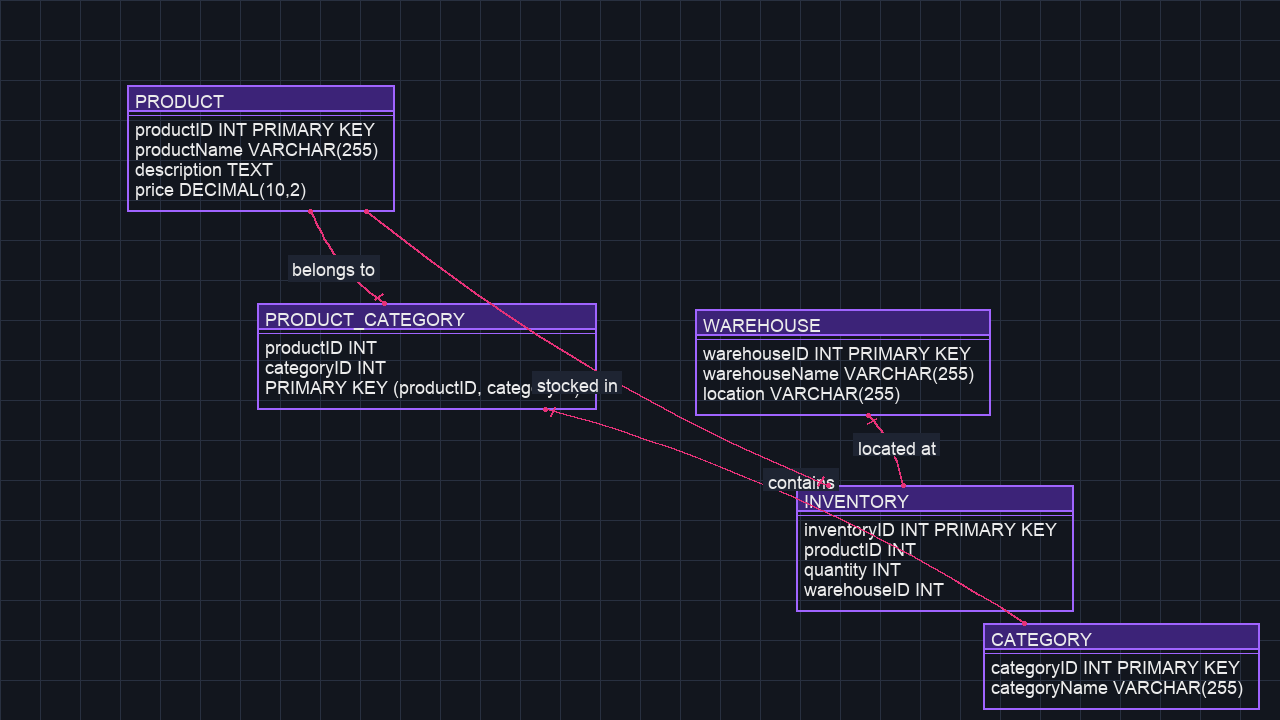 PRODUCT
productID INT PRIMARY KEY
productName VARCHAR(255)
description TEXT
price DECIMAL(10,2)
belongs to
PRODUCT_CATEGORY
productID INT
categoryID INT
PRIMARY KEY (productID,
stocked in
WAREHOUSE
warehouseID INT PRIMARY KEY
warehouseName VARCHAR(255)
location VARCHAR(255)
located at
contains
INVENTORY
inventoryID INT PRIMARY KEY
productID INT
quantity INT
warehouseID INT
CATEGORY
categoryID INT PRIMARY KEY
categoryName VARCHAR(255)